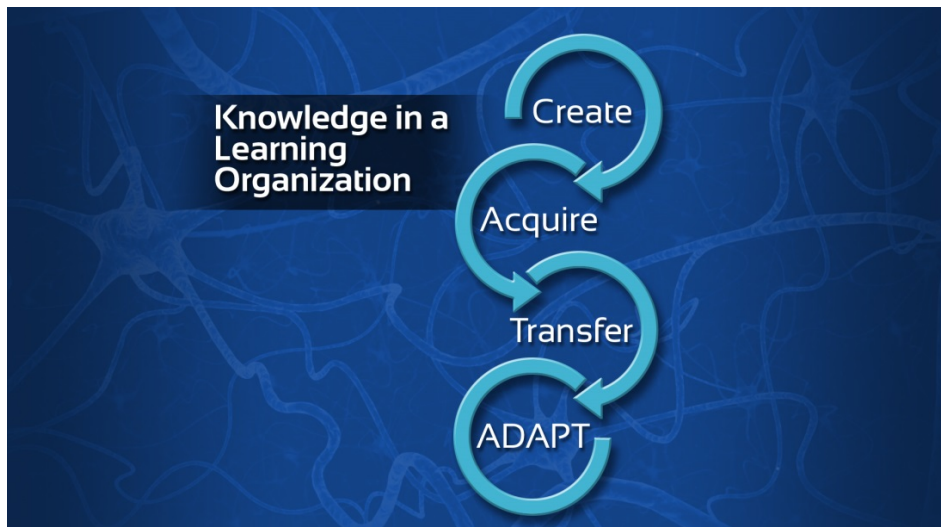 Knowledge in a
Learning
Organization
Create
Acquire
Transfer
ADAPT